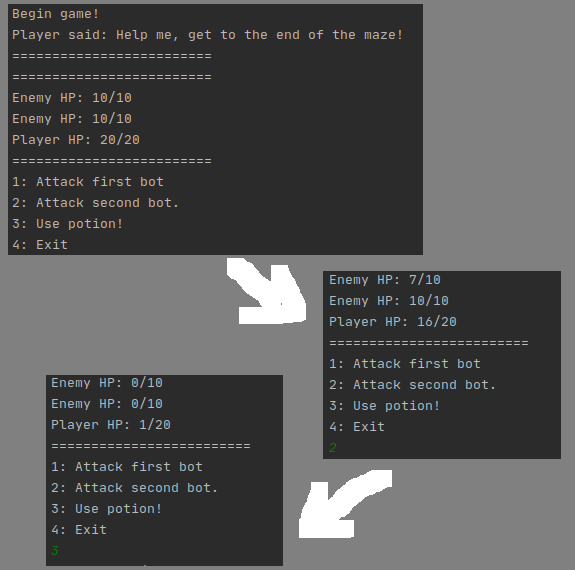 Begin game!
Player said: Help me, get to the end of the maze!
=========================
=========================
Enemy HP: 10/10
Enemy HP: 10/10
Player HP: 20/20
=========================
1: Attack first bot
2: Attack second bot.
3: Use potion!
4: Exit
Enemy HP: 7/10
Enemy HP: 10/10
Player HP: 16/20
=========================
1: Attack first bot
2: Attack second bot.
3: Use potion!
4: Exit
2
Enemy HP: 0/10
Enemy HP: 0/10
Player HP: 1/20
=========================
1: Attack first bot
2: Attack second bot.
3: Use potion!
4: Exit
3